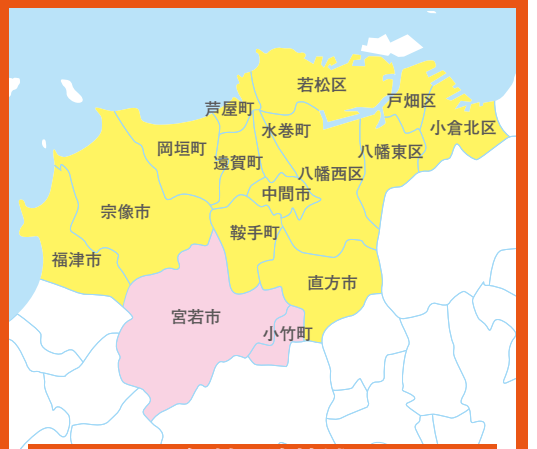 若松区
戸畑区
芦屋町
小倉北区
水巻町
岡垣町
八幡東区
遠賀町
八幡西区
中間市
宗像市
鞍手町
福津市
直方市
宮若市
小竹町